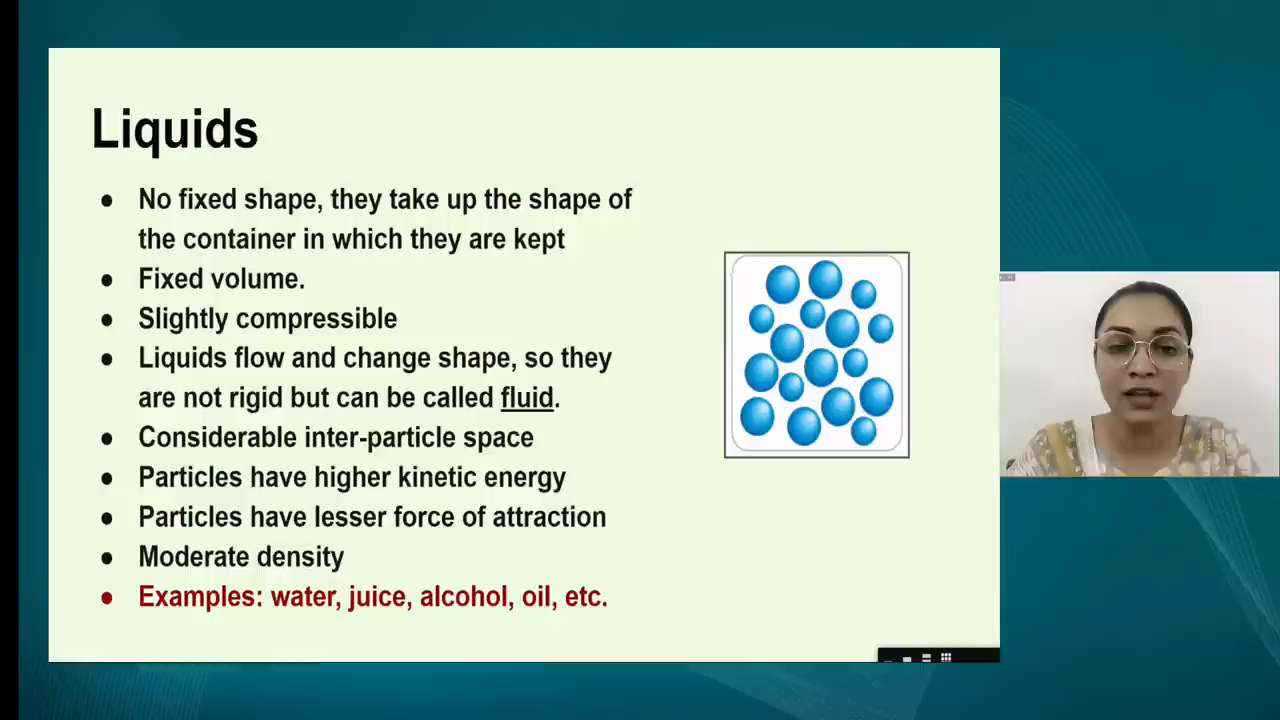 Liquids
● No fixed shape, they take up the shape of
the container in which they are kept
● Fixed volume.
● Slightly compressible
● Liquids flow and change shape, so they
are not rigid but can be called fluid.
● Considerable inter-particle space
● Particles have higher kinetic energy
● Particles have lesser force of attraction
● Moderate density
● Examples: water, juice, alcohol, oil, etc.